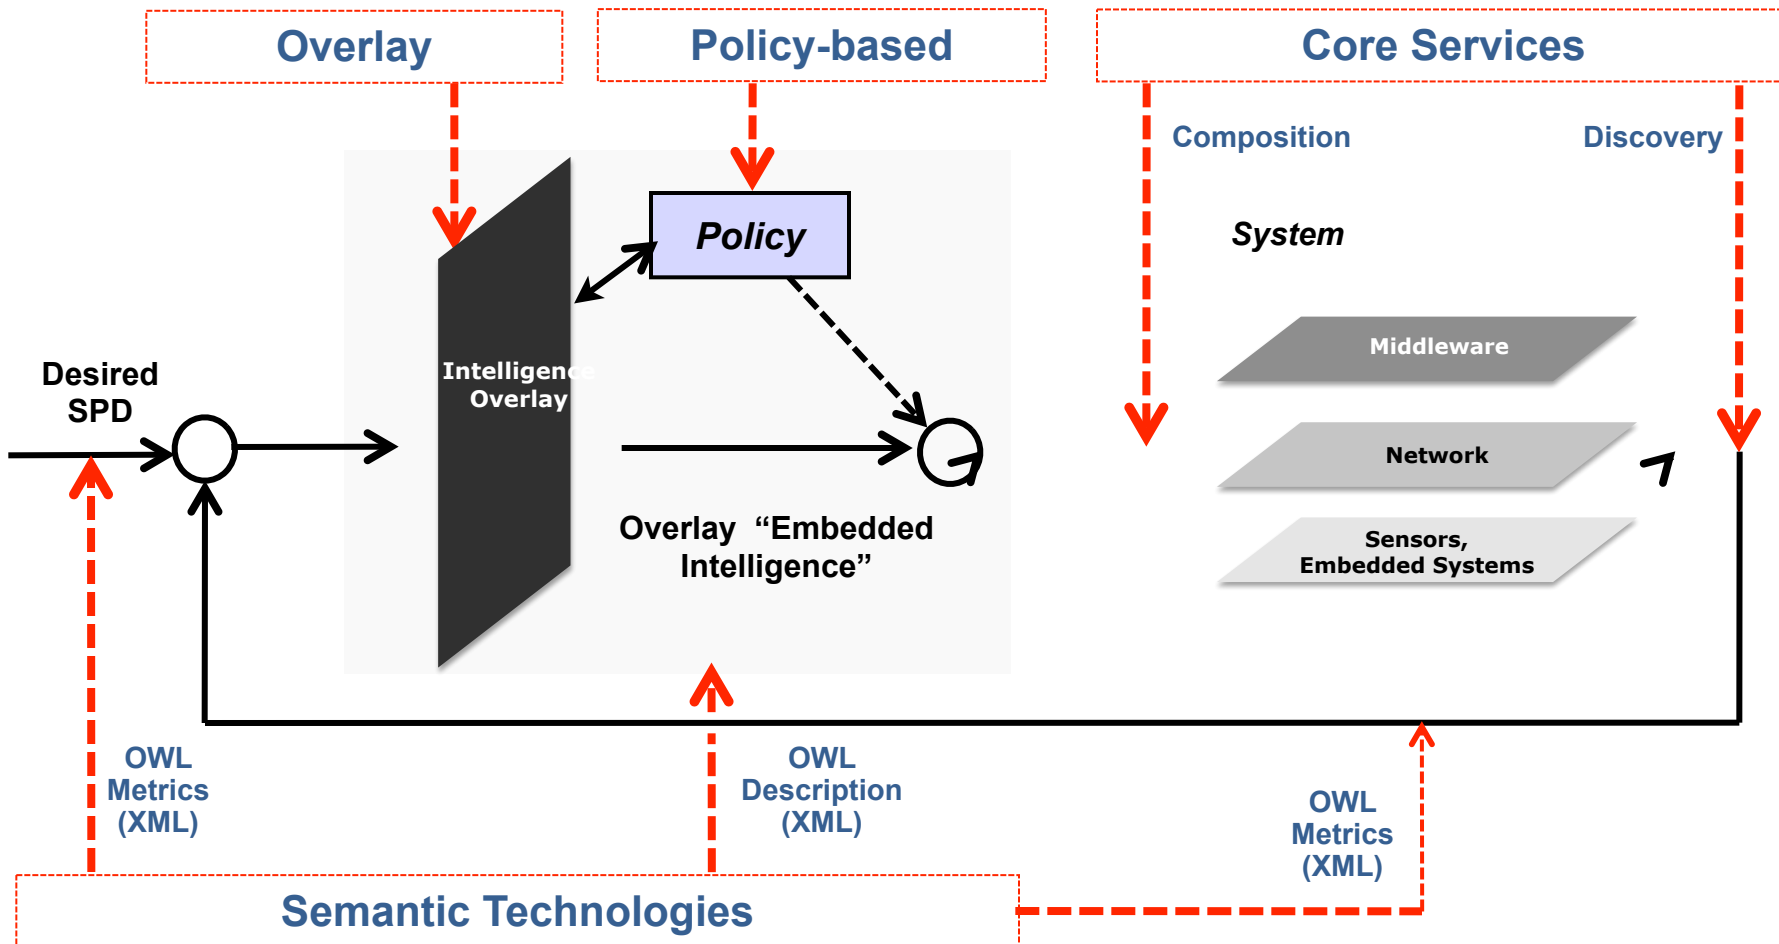 Overlay
Policy-based
Core Services
Composition
Discovery
Policy
System
Middleware
Desired
SPD
Intelligence
Overlay
Network
Overlay “Embedded
Intelligence”
Sensors,
Embedded Systems
OWL
Metrics
(XML)
OWL
Description
(XML)
OWL
Metrics
(XML)
Semantic Technologies